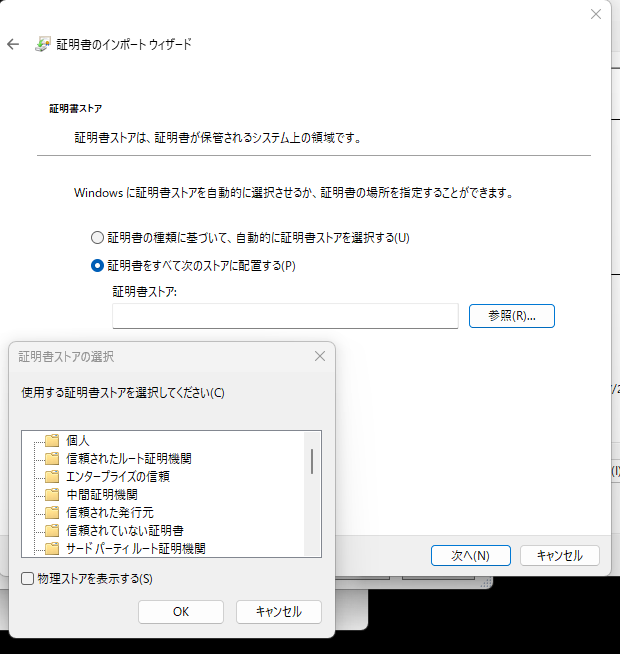 証明書のインポート ウィザード
証明書ストア
証明書ストアは、証明書が保管されるシステム上の領域です。
Windows に証明書ストアを自動的に選択させるか、証明書の場所を指定することができます。
証明書の種類に基づいて、自動的に証明書ストアを選択する(U)
証明書をすべて次のストアに配置する(P)
証明書ストア:
参照(R)...
証明書ストアの選択
使用する証明書ストアを選択してください(C)
個人
信頼されたルート証明機関
エンタープライズの信頼
中間証明機関
信頼された発行元
信頼されていない証明書
サード パーティ ルート証明機関
物理ストアを表示する(S)
OK
キャンセル
次へ(N)
キャンセル